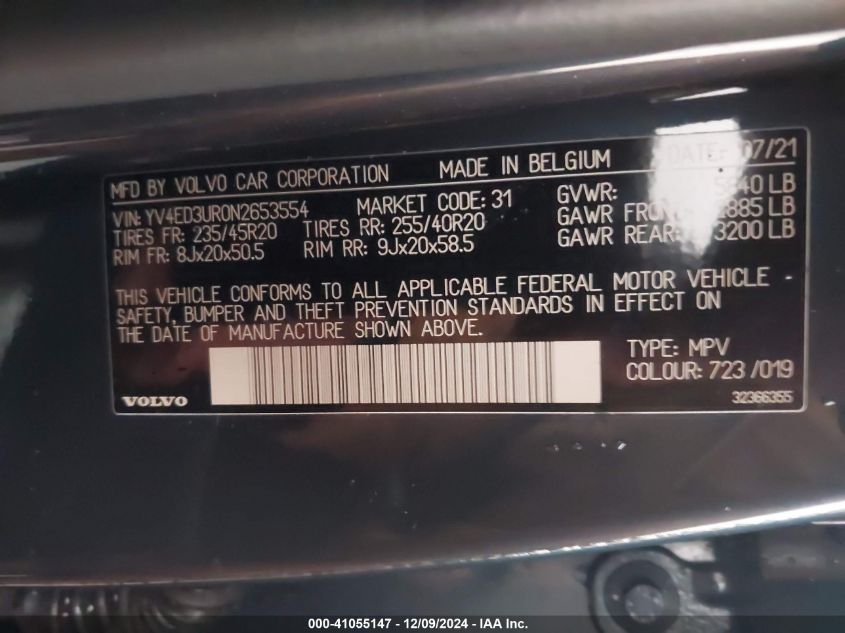 MFD BY VOLVO CAR CORPORATION MADE IN BELGIUM DATE: 07/21
VIN: YV4ED3UR0N2653554 MARKET CODE: 31 GVWR: 5540 LB
TIRES FR: 235/45R20 TIRES RR: 255/40R20 GAWR FRONT: 2885 LB
RIM FR: 8Jx20x50.5 RIM RR: 9Jx20x58.5 GAWR REAR: 3200 LB
THIS VEHICLE CONFORMS TO ALL APPLICABLE FEDERAL MOTOR VEHICLE -
SAFETY, BUMPER AND THEFT PREVENTION STANDARDS IN EFFECT ON
THE DATE OF MANUFACTURE SHOWN ABOVE.
TYPE: MPV
COLOUR: 723 /019
VOLVO
32366355
000-41055147 - 12/09/2024 - IAA Inc.